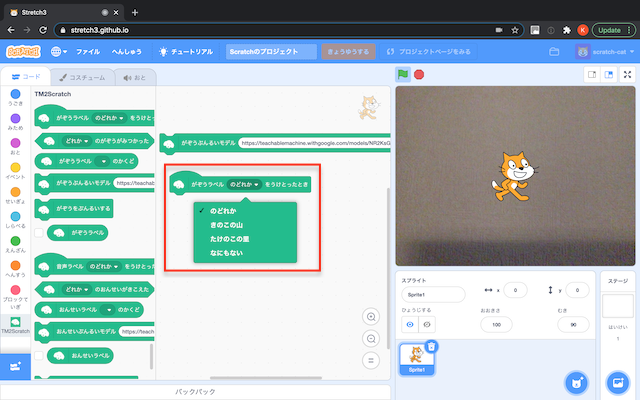 Stretch3
stretch3.github.io
Update
SCRATCH
ファイル
へんしゅう
チュートリアル
Scratchのプロジェクト
きょうゆうする
プロジェクトページをみる
scratch-cat
コード
コスチューム
おと
うごき
みため
おと
イベント
せいぎょ
しらべる
えんざん
へんすう
ブロックてい
ぎ
TM2Scratch
TM2Scratch
がぞうラベル のどれか をうけとっ
どれか のがぞうがみつかった
がぞうラベル のかくど
がぞうぶんるいモデル https://teac
がぞうをぶんるいする
がぞうラベル
音声ラベル のどれか をうけとった
どれか のおんせいがきこえた
おんせいラベル のかくど
おんせいぶんるいモデル https://tea
おんせいラベル
がぞうぶんるいモデル https://teachablemachine.withgoogle.com/models/NR2KsG
がぞうラベル のどれか をうけとったとき
✓ のどれか
きのこの山
たけのこの里
なにもない
バックパック
スプライト
Sprite1
x 0
y 0
ひょうじする
おおきさ
100
むき
90
Sprite1
ステージ
はいけい
1